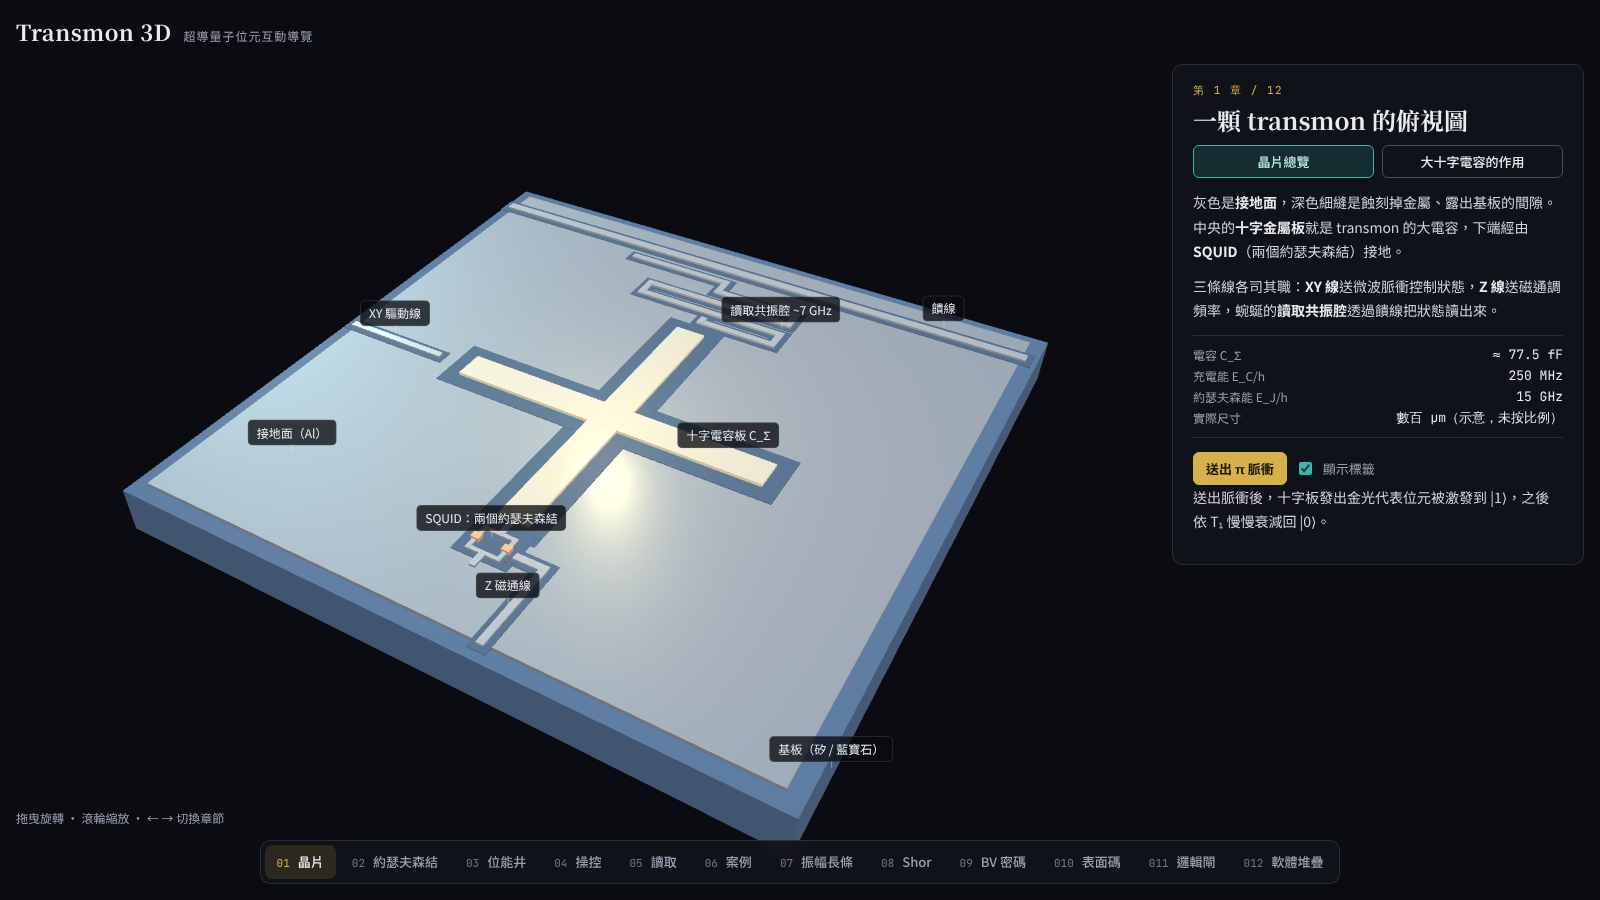 Transmon 3D 超導量子位元互動導覽
第 1 章 / 12
一顆 transmon 的俯視圖
晶片總覽
大十字電容的作用
灰色是接地面，深色細縫是蝕刻掉金屬、露出基板的間隙。
中央的十字金屬板就是 transmon 的大電容，下端經由
SQUID（兩個約瑟夫森結）接地。
三條線各司其職：XY 線送微波脈衝控制狀態，Z 線送磁通調
頻率，蜿蜒的讀取共振腔透過饋線把狀態讀出來。
電容 C_Σ ≈ 77.5 fF
充電能 E_C/h 250 MHz
約瑟夫森能 E_J/h 15 GHz
實際尺寸 數百 μm（示意，未按比例）
送出 π 脈衝 顯示標籤
送出脈衝後，十字板發出金光代表位元被激發到 |1⟩，之後
依 T₁ 慢慢衰減回 |0⟩。
XY 驅動線
讀取共振腔 ~7 GHz
饋線
接地面（Al）
十字電容板 C_Σ
SQUID：兩個約瑟夫森結
Z 磁通線
基板（矽 / 藍寶石）
拖曳旋轉 · 滾輪縮放 · ←→ 切換章節
01 晶片
02 約瑟夫森結
03 位能井
04 操控
05 讀取
06 案例
07 振幅長條
08 Shor
09 BV 密碼
010 表面碼
011 邏輯閘
012 軟體堆疊